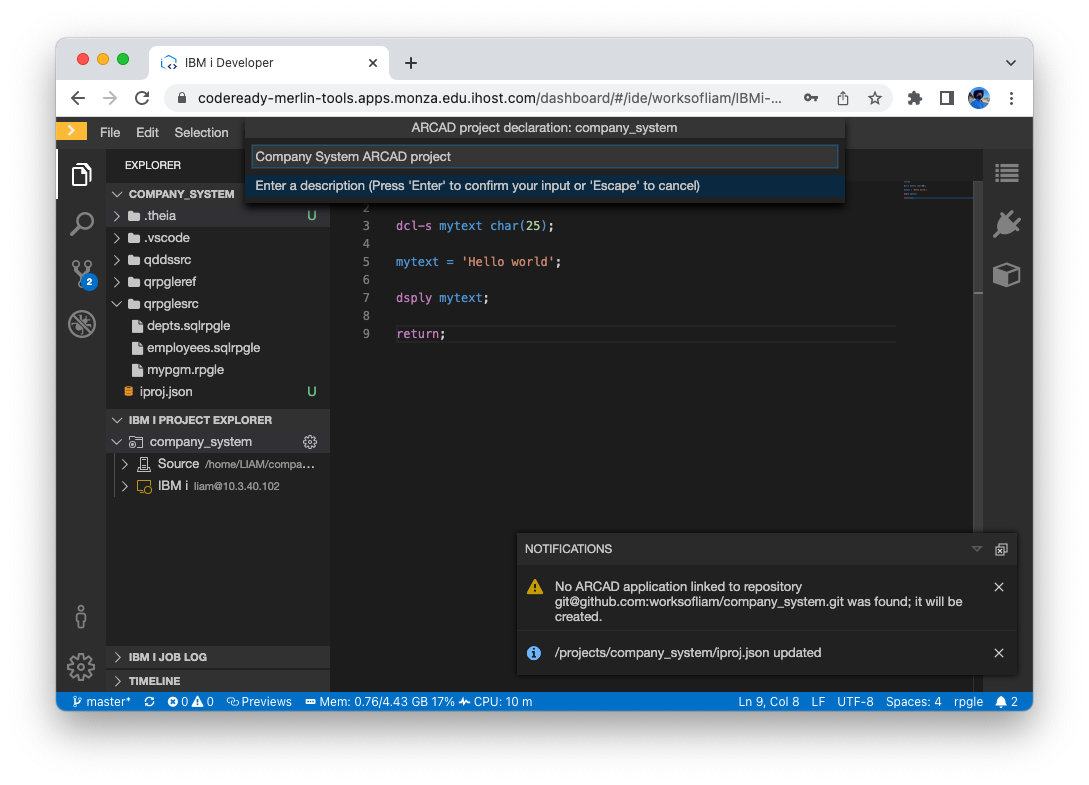 IBM i Developer
codeready-merlin-tools.apps.monza.edu.ihost.com/dashboard/#/ide/worksofliam/IBMi-...
File Edit Selection
ARCAD project declaration: company_system
Company System ARCAD project
Enter a description (Press 'Enter' to confirm your input or 'Escape' to cancel)
EXPLORER
COMPANY_SYSTEM
.theia U
.vscode
qddssrc
qrpgleref
qrpglesrc
depts.sqlrpgle
employees.sqlrpgle
mypgm.rpgle
iproj.json U
2
IBM I PROJECT EXPLORER
company_system
Source /home/LIAM/compa...
IBM i liam@10.3.40.102
IBM I JOB LOG
TIMELINE
2
3 dcl-s mytext char(25);
4
5 mytext = 'Hello world';
6
7 dsply mytext;
8
9 return;
NOTIFICATIONS
No ARCAD application linked to repository
git@github.com:worksofliam/company_system.git was found; it will be
created.
/projects/company_system/iproj.json updated
master* 0 0 Previews Mem: 0.76/4.43 GB 17% CPU: 10 m Ln 9, Col 8 LF UTF-8 Spaces: 4 rpgle 2